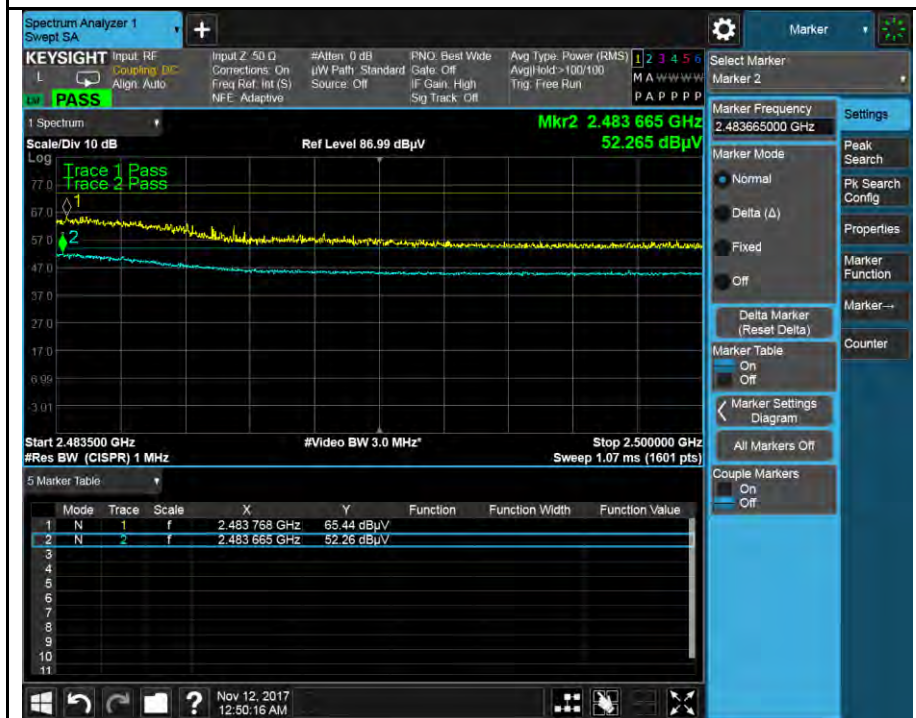 Spectrum Analyzer 1
Swept SA
+
Marker
KEYSIGHT Input: RF Input Z: 50 Ω #Atten: 0 dB PNO: Best Wide Avg Type: Power (RMS) 1 2 3 4 5 6
L Coupling: DC Corrections: On µW Path: Standard Gate: Off Avg|Hold:>100/100 M A W W W W
Align: Auto Freq Ref: Int (S) Source: Off IF Gain: High Trig: Free Run
PASS NFE: Adaptive Sig Track: Off P A P P P P
Select Marker
Marker 2
1 Spectrum
Mkr2 2.483 665 GHz
Scale/Div 10 dB Ref Level 86.99 dBµV 52.265 dBµV
Log
Trace 1 Pass
Trace 2 Pass
77.0
67.0
57.0
47.0
37.0
27.0
17.0
6.99
-3.01
1
2
Start 2.483500 GHz #Video BW 3.0 MHz* Stop 2.500000 GHz
#Res BW (CISPR) 1 MHz Sweep 1.07 ms (1601 pts)
5 Marker Table
Mode Trace Scale X Y Function Function Width Function Value
1 N 1 f 2.483 768 GHz 65.44 dBµV
2 N 2 f 2.483 665 GHz 52.26 dBµV
3
4
5
6
7
8
9
10
11
Marker Frequency
2.483665000 GHz
Marker Mode
Normal
Delta (Δ)
Fixed
Off
Delta Marker
(Reset Delta)
Marker Table
On
Off
Marker Settings
Diagram
All Markers Off
Couple Markers
On
Off
Settings
Peak
Search
Pk Search
Config
Properties
Marker
Function
Marker→
Counter
?
Nov 12, 2017
12:50:16 AM